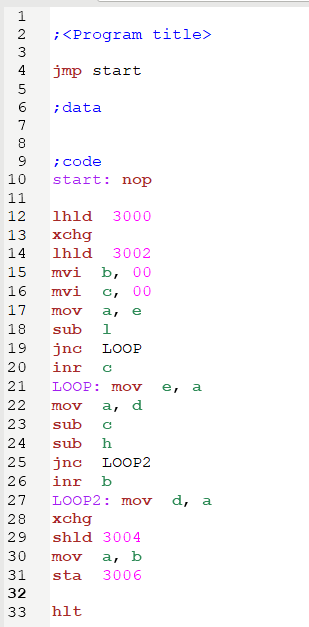 1
2 ;<Program title>
3
4 jmp start
5
6 ;data
7
8
9 ;code
10 start: nop
11
12 lhld  3000
13 xchg
14 lhld  3002
15 mvi  b, 00
16 mvi  c, 00
17 mov  a, e
18 sub  l
19 jnc  LOOP
20 inr  c
21 LOOP: mov  e, a
22 mov  a, d
23 sub  c
24 sub  h
25 jnc  LOOP2
26 inr  b
27 LOOP2: mov  d, a
28 xchg
29 shld 3004
30 mov  a, b
31 sta  3006
32
33 hlt